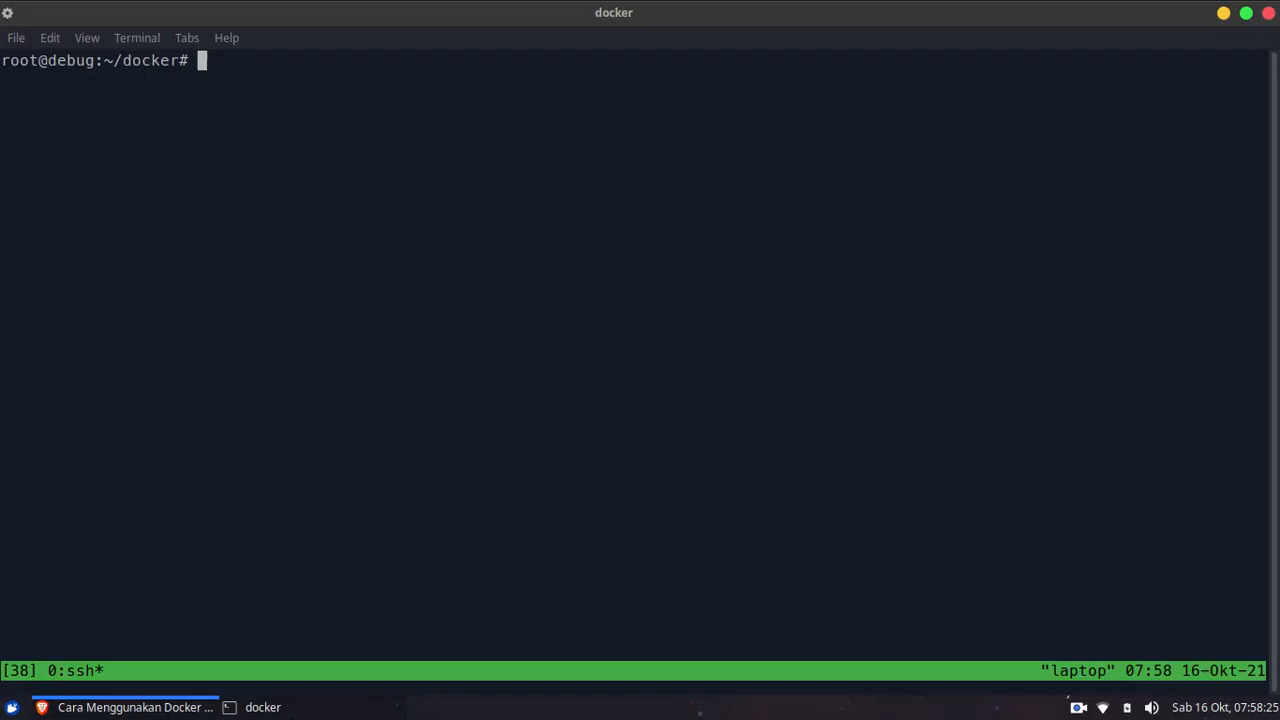 docker
File Edit View Terminal Tabs Help
root@debug:~/docker#
[38] 0:ssh* "laptop" 07:58 16-Okt-21
Cara Menggunakan Docker ... docker Sab 16 Okt, 07:58:25